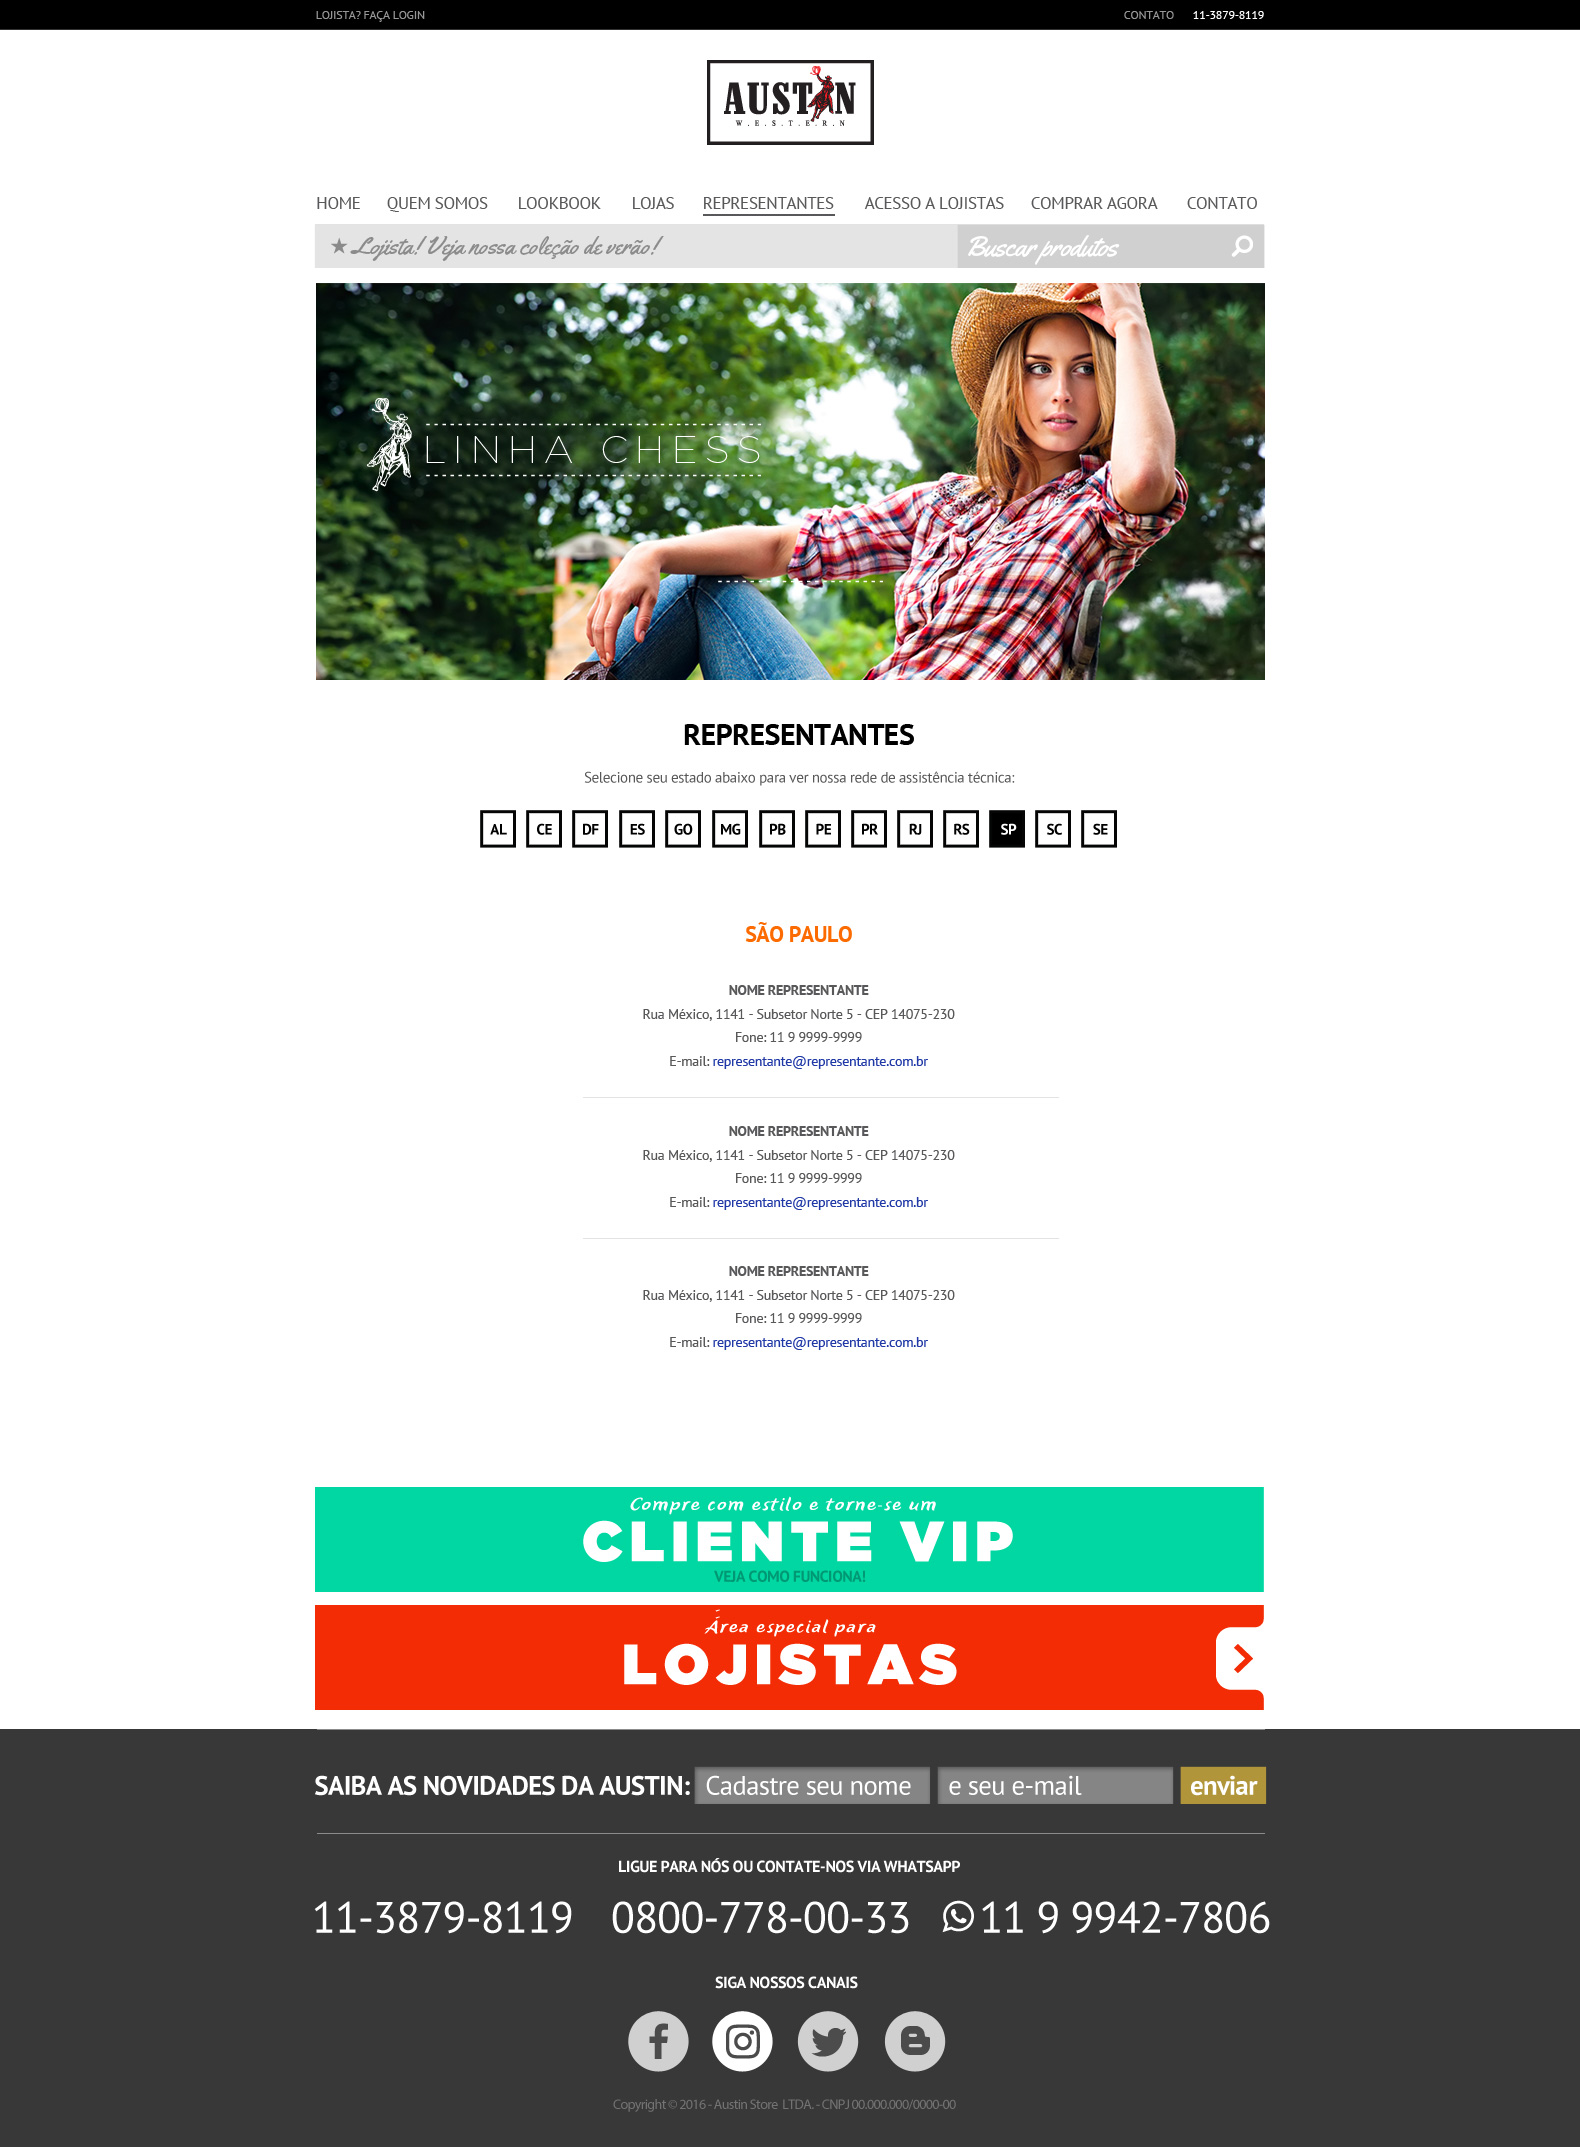 LOJISTA? FAÇA LOGIN
CONTATO 11-3879-8119
AUSTIN
W.E.S.T.E.R.N
HOME QUEM SOMOS LOOKBOOK LOJAS REPRESENTANTES ACESSO A LOJISTAS COMPRAR AGORA CONTATO
★ Lojista! Veja nossa coleção de verão!
Buscar produtos
LINHA CHESS
REPRESENTANTES
Selecione seu estado abaixo para ver nossa rede de assistência técnica:
AL CE DF ES GO MG PB PE PR RJ RS SP SC SE
SÃO PAULO
NOME REPRESENTANTE
Rua México, 1141 - Subsetor Norte 5 - CEP 14075-230
Fone: 11 9 9999-9999
E-mail: representante@representante.com.br
NOME REPRESENTANTE
Rua México, 1141 - Subsetor Norte 5 - CEP 14075-230
Fone: 11 9 9999-9999
E-mail: representante@representante.com.br
NOME REPRESENTANTE
Rua México, 1141 - Subsetor Norte 5 - CEP 14075-230
Fone: 11 9 9999-9999
E-mail: representante@representante.com.br
Compre com estilo e torne-se um
CLIENTE VIP
VEJA COMO FUNCIONA!
Área especial para
LOJISTAS
SAIBA AS NOVIDADES DA AUSTIN: Cadastre seu nome e seu e-mail enviar
LIGUE PARA NÓS OU CONTATE-NOS VIA WHATSAPP
11-3879-8119 0800-778-00-33 11 9 9942-7806
SIGA NOSSOS CANAIS
Copyright © 2016 - Austin Store LTDA. - CNPJ 00.000.000/0000-00